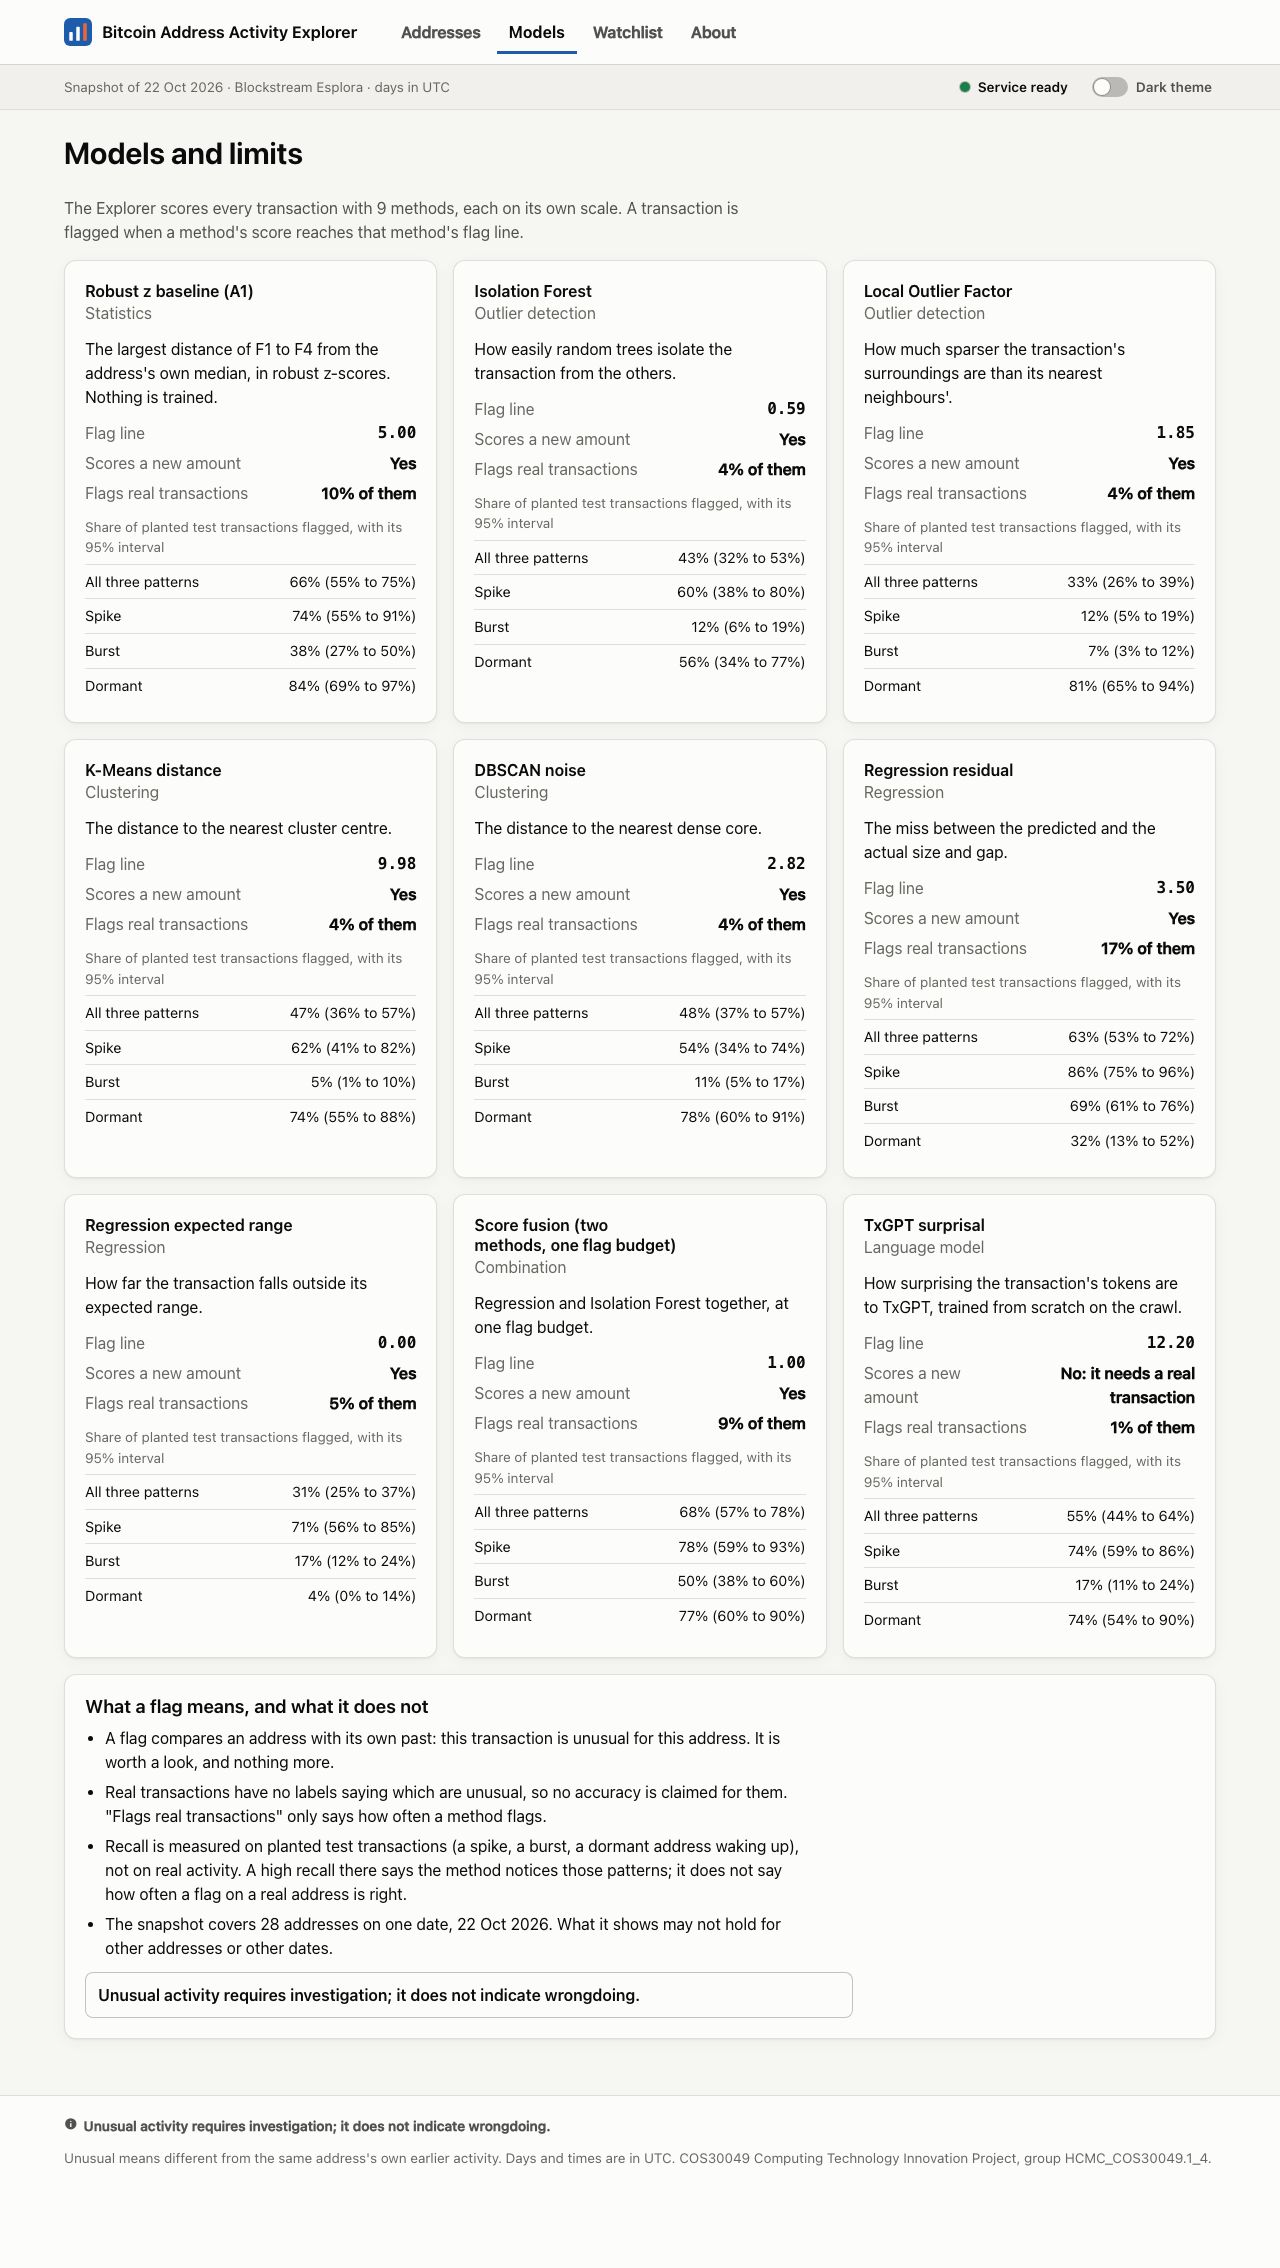 Bitcoin Address Activity Explorer
Addresses
Models
Watchlist
About
Snapshot of 22 Oct 2026 · Blockstream Esplora · days in UTC
Service ready
Dark theme
Models and limits
The Explorer scores every transaction with 9 methods, each on its own scale. A transaction is
flagged when a method's score reaches that method's flag line.
Robust z baseline (A1)
Statistics
The largest distance of F1 to F4 from the
address's own median, in robust z-scores.
Nothing is trained.
Flag line 5.00
Scores a new amount Yes
Flags real transactions 10% of them
Share of planted test transactions flagged, with its
95% interval
All three patterns 66% (55% to 75%)
Spike 74% (55% to 91%)
Burst 38% (27% to 50%)
Dormant 84% (69% to 97%)
Isolation Forest
Outlier detection
How easily random trees isolate the
transaction from the others.
Flag line 0.59
Scores a new amount Yes
Flags real transactions 4% of them
Share of planted test transactions flagged, with its
95% interval
All three patterns 43% (32% to 53%)
Spike 60% (38% to 80%)
Burst 12% (6% to 19%)
Dormant 56% (34% to 77%)
Local Outlier Factor
Outlier detection
How much sparser the transaction's
surroundings are than its nearest
neighbours'.
Flag line 1.85
Scores a new amount Yes
Flags real transactions 4% of them
Share of planted test transactions flagged, with its
95% interval
All three patterns 33% (26% to 39%)
Spike 12% (5% to 19%)
Burst 7% (3% to 12%)
Dormant 81% (65% to 94%)
K-Means distance
Clustering
The distance to the nearest cluster centre.
Flag line 9.98
Scores a new amount Yes
Flags real transactions 4% of them
Share of planted test transactions flagged, with its
95% interval
All three patterns 47% (36% to 57%)
Spike 62% (41% to 82%)
Burst 5% (1% to 10%)
Dormant 74% (55% to 88%)
DBSCAN noise
Clustering
The distance to the nearest dense core.
Flag line 2.82
Scores a new amount Yes
Flags real transactions 4% of them
Share of planted test transactions flagged, with its
95% interval
All three patterns 48% (37% to 57%)
Spike 54% (34% to 74%)
Burst 11% (5% to 17%)
Dormant 78% (60% to 91%)
Regression residual
Regression
The miss between the predicted and the
actual size and gap.
Flag line 3.50
Scores a new amount Yes
Flags real transactions 17% of them
Share of planted test transactions flagged, with its
95% interval
All three patterns 63% (53% to 72%)
Spike 86% (75% to 96%)
Burst 69% (61% to 76%)
Dormant 32% (13% to 52%)
Regression expected range
Regression
How far the transaction falls outside its
expected range.
Flag line 0.00
Scores a new amount Yes
Flags real transactions 5% of them
Share of planted test transactions flagged, with its
95% interval
All three patterns 31% (25% to 37%)
Spike 71% (56% to 85%)
Burst 17% (12% to 24%)
Dormant 4% (0% to 14%)
Score fusion (two
methods, one flag budget)
Combination
Regression and Isolation Forest together, at
one flag budget.
Flag line 1.00
Scores a new amount Yes
Flags real transactions 9% of them
Share of planted test transactions flagged, with its
95% interval
All three patterns 68% (57% to 78%)
Spike 78% (59% to 93%)
Burst 50% (38% to 60%)
Dormant 77% (60% to 90%)
TxGPT surprisal
Language model
How surprising the transaction's tokens are
to TxGPT, trained from scratch on the crawl.
Flag line 12.20
Scores a new No: it needs a real
amount transaction
Flags real transactions 1% of them
Share of planted test transactions flagged, with its
95% interval
All three patterns 55% (44% to 64%)
Spike 74% (59% to 86%)
Burst 17% (11% to 24%)
Dormant 74% (54% to 90%)
What a flag means, and what it does not
• A flag compares an address with its own past: this transaction is unusual for this address. It is
worth a look, and nothing more.
• Real transactions have no labels saying which are unusual, so no accuracy is claimed for them.
"Flags real transactions" only says how often a method flags.
• Recall is measured on planted test transactions (a spike, a burst, a dormant address waking up),
not on real activity. A high recall there says the method notices those patterns; it does not say
how often a flag on a real address is right.
• The snapshot covers 28 addresses on one date, 22 Oct 2026. What it shows may not hold for
other addresses or other dates.
Unusual activity requires investigation; it does not indicate wrongdoing.
Unusual activity requires investigation; it does not indicate wrongdoing.
Unusual means different from the same address's own earlier activity. Days and times are in UTC. COS30049 Computing Technology Innovation Project, group HCMC_COS30049.1_4.